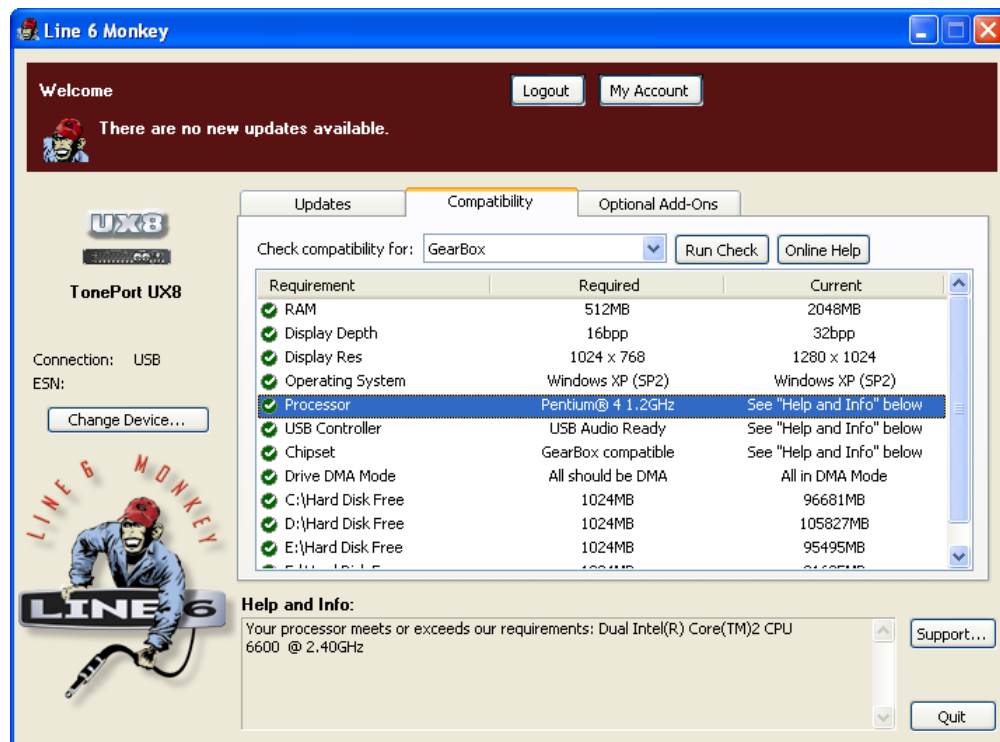 Line 6 Monkey
Welcome
Logout
My Account
There are no new updates available.
UX8
TonePort UX8
Connection: USB
ESN:
Change Device...
LINE 6 MONKEY
LINE 6
Updates
Compatibility
Optional Add-Ons
Check compatibility for:
GearBox
Run Check
Online Help
Requirement Required Current
RAM 512MB 2048MB
Display Depth 16bpp 32bpp
Display Res 1024 x 768 1280 x 1024
Operating System Windows XP (SP2) Windows XP (SP2)
Processor Pentium® 4 1.2GHz See "Help and Info" below
USB Controller USB Audio Ready See "Help and Info" below
Chipset GearBox compatible See "Help and Info" below
Drive DMA Mode All should be DMA All in DMA Mode
C:\Hard Disk Free 1024MB 96681MB
D:\Hard Disk Free 1024MB 105827MB
E:\Hard Disk Free 1024MB 95495MB
Help and Info:
Your processor meets or exceeds our requirements: Dual Intel(R) Core(TM)2 CPU
6600 @ 2.40GHz
Support...
Quit